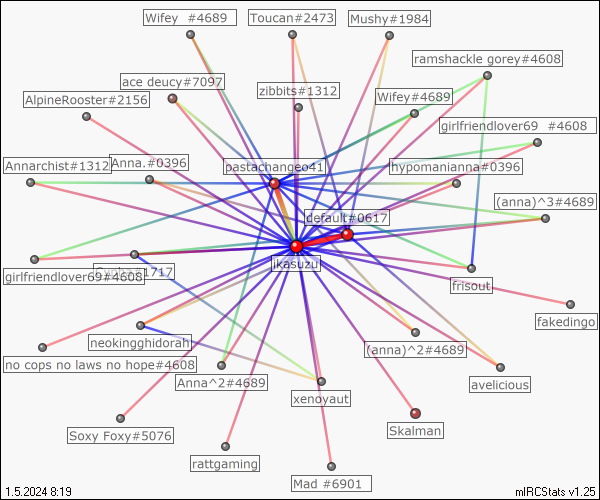 Wifey #4689
Toucan#2473
Mushy#1984
ramshackle gorey#4608
ace deucy#7097
zibbits#1312
AlpineRooster#2156
Wifey#4689
girlfriendlover69 #4608
Annarchist#1312
Anna.#0396
pastachangeo41
hypomanianna#0396
(anna)^3#4689
default#0617
jkasuzu
girlfriendlover69#4608
#1717
frisout
fakedingo
neokingghidorah
(anna)^2#4689
no cops no laws no hope#4608
Anna^2#4689
avelicious
xenoyaut
Soxy Foxy#5076
Skalman
rattgaming
Mad #6901
1.5.2024 8:19
mIRCStats v1.25